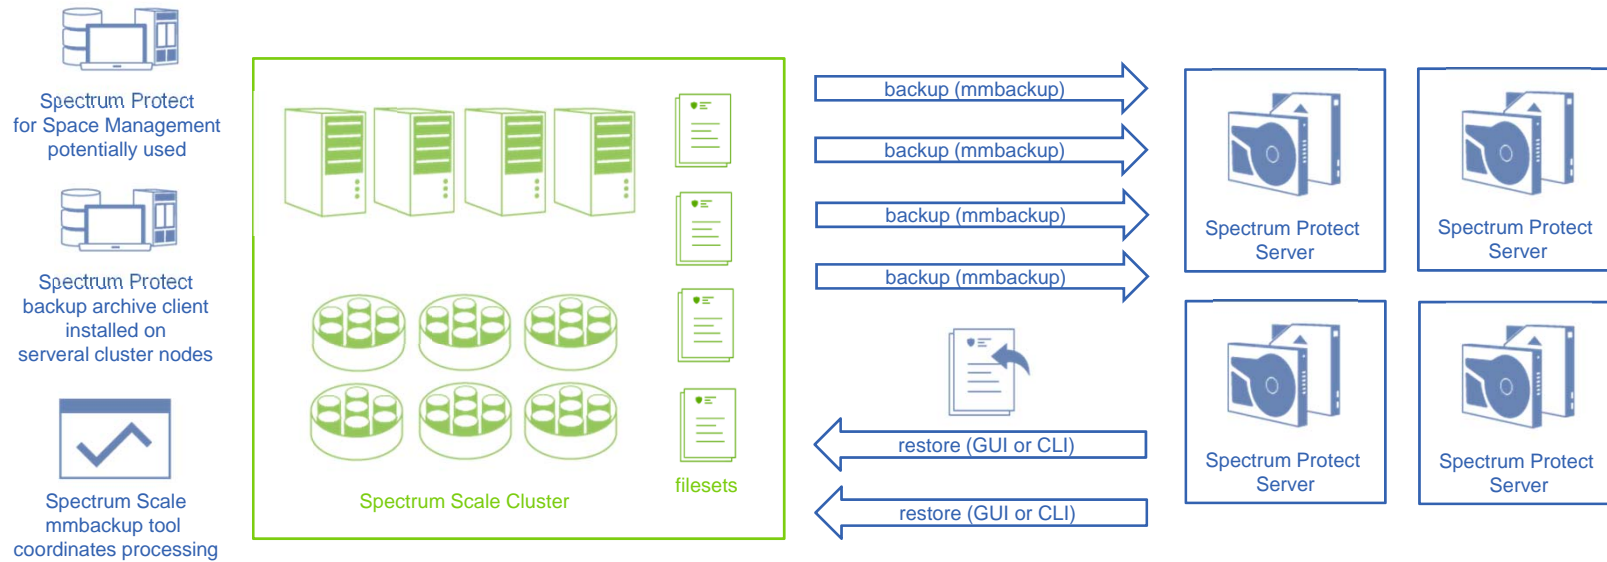 Spectrum Protect
for Space Management
potentially used
Spectrum Protect
backup archive client
installed on
serveral cluster nodes
Spectrum Scale
mmbackup tool
coordinates processing
Spectrum Scale Cluster
filesets
backup (mmbackup)
backup (mmbackup)
backup (mmbackup)
backup (mmbackup)
restore (GUI or CLI)
restore (GUI or CLI)
Spectrum Protect
Server
Spectrum Protect
Server
Spectrum Protect
Server
Spectrum Protect
Server